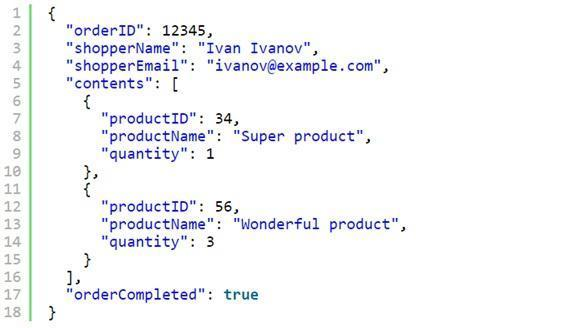 1 {
2   "orderID": 12345,
3   "shopperName": "Ivan Ivanov",
4   "shopperEmail": "ivanov@example.com",
5   "contents": [
6     {
7       "productID": 34,
8       "productName": "Super product",
9       "quantity": 1
10     },
11     {
12       "productID": 56,
13       "productName": "Wonderful product",
14       "quantity": 3
15     }
16   ],
17   "orderCompleted": true
18 }